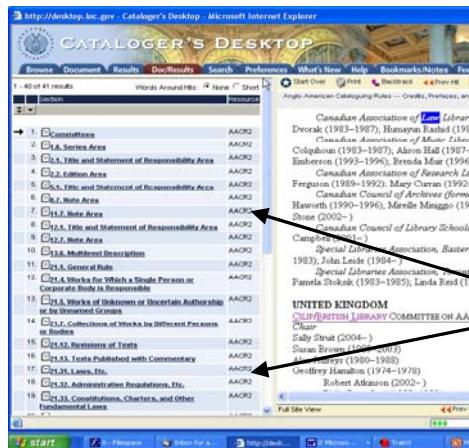 http://desktop.loc.gov - Cataloger's Desktop - Microsoft Internet Explorer
CATALOGER'S DESKTOP
Browse Document Results Doc/Results Search Preferences What's New Help Bookmarks/Notes
1 - 40 of 41 results Words Around Hits: None Short
Start Over Print Backtrack Prev Hit
Section Resource
Anglo-American Cataloguing Rules — Credits, Prefaces, an
1. Committees AACR2
2. 1.6. Series Area AACR2
3. 2.1. Title and Statement of Responsibility Area AACR2
4. 2.2. Edition Area AACR2
5. 5.1. Title and Statement of Responsibility Area AACR2
6. 8.7. Note Area AACR2
7. 11.7. Note Area AACR2
8. 12.1. Title and Statement of Responsibility Area AACR2
9. 12.7. Note Area AACR2
10. 13.6. Multilevel Description AACR2
11. 21.1. General Rule AACR2
12. 21.4. Works for Which a Single Person or
Corporate Body is Responsible AACR2
13. 21.5. Works of Unknown or Uncertain Authorship
or by Unnamed Groups AACR2
14. 21.7. Collections of Works by Different Persons
or Bodies AACR2
15. 21.12. Revisions of Texts AACR2
16. 21.13. Texts Published with Commentary AACR2
17. 21.31. Laws, Etc. AACR2
18. 21.32. Administrative Regulations, Etc. AACR2
19. 21.33. Constitutions, Charters, and Other
Fundamental Laws AACR2
Canadian Association of Law Librar
Dvorak (1983–1987); Humayun Rashid (19
Canadian Association of Music Libra
Colquhoun (1983–1987); Alison Hall (1987–
Emberson (1993–1996); Brenda Muir (1996
Canadian Association of Research L
Ferguson (1989–1992); Mary Curran (1992
Canadian Council of Archives (form
Haworth (1990–1996); Mireille Miniggio (19
Stone (2002– )
Canadian Council of Library Schools
Campbell (2001– )
Special Libraries Association, Easter
1983); John Leide (1984– )
Special Libraries Association,
Pamela Stoksik (1983–1985); Linda Reid (1
UNITED KINGDOM
CILIP/BRITISH LIBRARY COMMITTEE ON AA
Chair
Sally Strutt (2004– )
Susan Brown
Jeffreys (1980–1988)
Geoffrey Hamilton (1974–1978)
Robert Atkinson (2002– )
Full Site View Prev
start